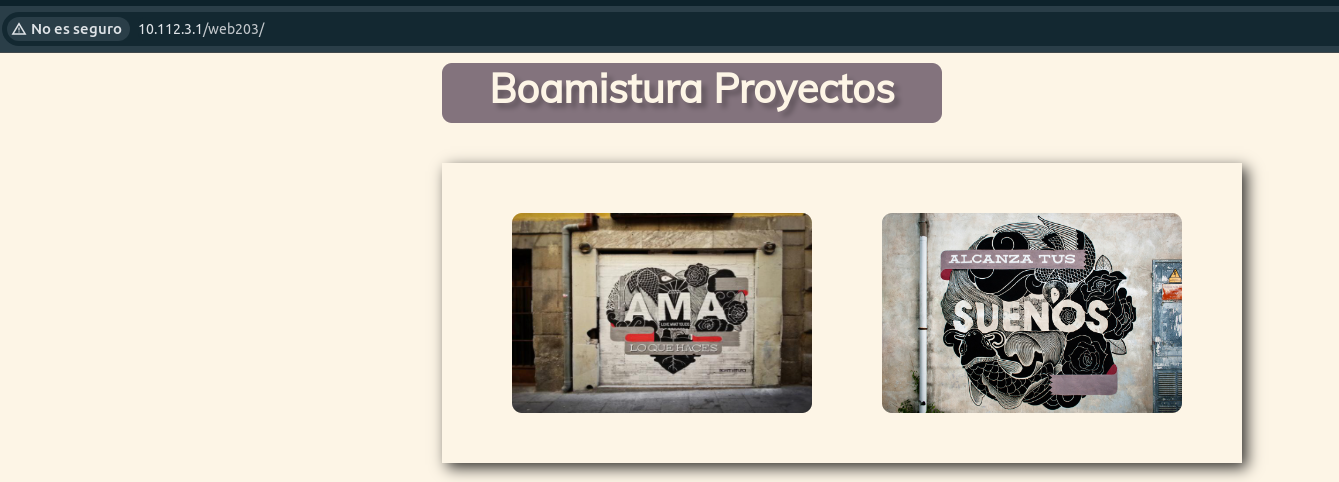 No es seguro 10.112.3.1/web203/
Boamistura Proyectos
AMA
LO QUE HACES
ALCANZA TUS
SUEÑOS